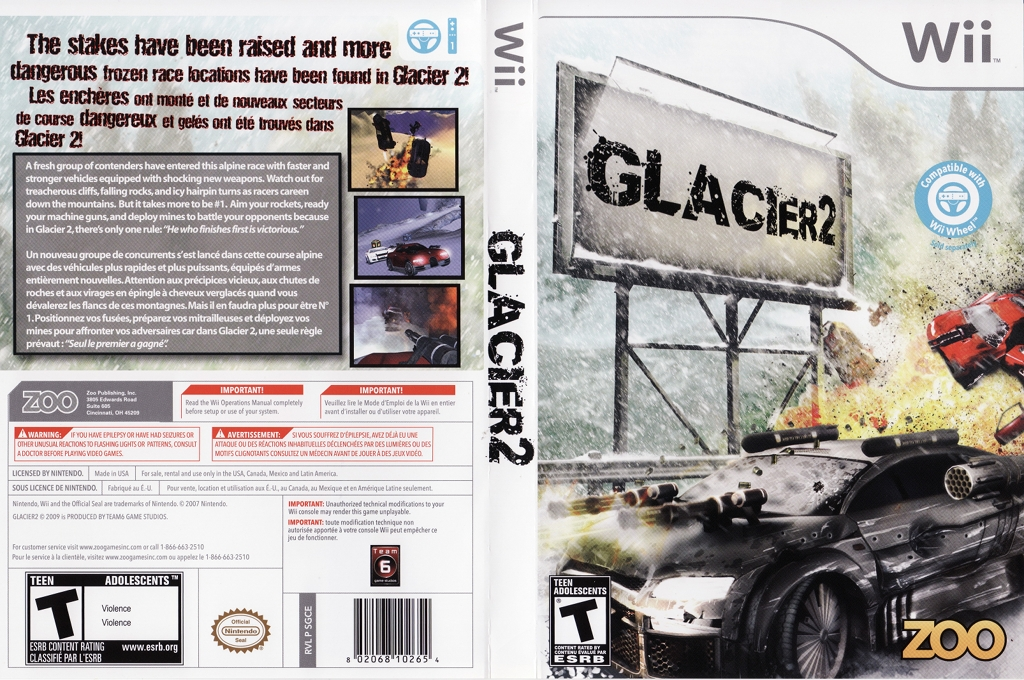 The stakes have been raised and more
dangerous frozen race locations have been found in Glacier 2!
Les enchères ont monté et de nouveaux secteurs
de course dangereux et gelés ont été trouvés dans
Glacier 2!
1
A fresh group of contenders have entered this alpine race with faster and
stronger vehicles equipped with shocking new weapons. Watch out for
treacherous cliffs, falling rocks, and icy hairpin turns as racers careen
down the mountains. But it takes more to be #1. Aim your rockets, ready
your machine guns, and deploy mines to battle your opponents because
in Glacier 2, there's only one rule: "He who finishes first is victorious."
Un nouveau groupe de concurrents s'est lancé dans cette course alpine
avec des véhicules plus rapides et plus puissants, équipés d'armes
entièrement nouvelles. Attention aux précipices vicieux, aux chutes de
roches et aux virages en épingle à cheveux verglacés quand vous
dévalerez les flancs de ces montagnes. Mais il en faudra plus pour être N°
1. Positionnez vos fusées, préparez vos mitrailleuses et déployez vos
mines pour affronter vos adversaires car dans Glacier 2, une seule règle
prévaut : "Seul le premier a gagné".
ZOO
Zoo Publishing, Inc.
3805 Edwards Road
Suite 605
Cincinnati, OH 45209
IMPORTANT!
Read the Wii Operations Manual completely
before setup or use of your system.
IMPORTANT!
Veuillez lire le Mode d'Emploi de la Wii en entier
avant d'installer ou d'utiliser votre appareil.
WARNING: IF YOU HAVE EPILEPSY OR HAVE HAD SEIZURES OR
OTHER UNUSUAL REACTIONS TO FLASHING LIGHTS OR PATTERNS, CONSULT
A DOCTOR BEFORE PLAYING VIDEO GAMES.
AVERTISSEMENT: SI VOUS SOUFFREZ D'ÉPILEPSIE, AVEZ DÉJÀ EU UNE
ATTAQUE OU DES RÉACTIONS INHABITUELLES DÉCLENCHÉES PAR DES LUMIÈRES OU DES
MOTIFS CLIGNOTANTS CONSULTEZ UN MÉDECIN AVANT DE JOUER À DES JEUX VIDÉO.
LICENSED BY NINTENDO. Made in USA For sale, rental and use only in the USA, Canada, Mexico and Latin America.
SOUS LICENCE DE NINTENDO. Fabriqué au É.-U. Pour vente, location et utilisation aux É.-U., au Canada, au Mexique et en Amérique Latine seulement.
Nintendo, Wii and the Official Seal are trademarks of Nintendo. © 2007 Nintendo.
GLACIER2 © 2009 is PRODUCED BY TEAM6 GAME STUDIOS.
For customer service visit www.zoogamesinc.com or call 1-866-663-2510
Pour le service à la clientèle, visitez www.zoogamesinc.com ou appelez le 1-866-663-2510
IMPORTANT: Unauthorized technical modifications to your
Wii console may render this game unplayable.
IMPORTANT: toute modification technique non
autorisée apportée à votre console Wii peut empêcher ce
jeu de fonctionner.
Team
6
game-studios
TEEN ADOLESCENTS™
T
Violence
Violence
ESRB CONTENT RATING www.esrb.org
CLASSIFIÉ PAR L'ESRB
Official
Nintendo
Seal
RVL P SGCE
8 02068 10265 4
Wii™
GLACIER2
Wii™
GLACIER2
Compatible with
Wii Wheel™
sold separately
TEEN
ADOLESCENTS
T
CONTENT RATED BY
CONTENU ÉVALUÉ PAR
ESRB
ZOO